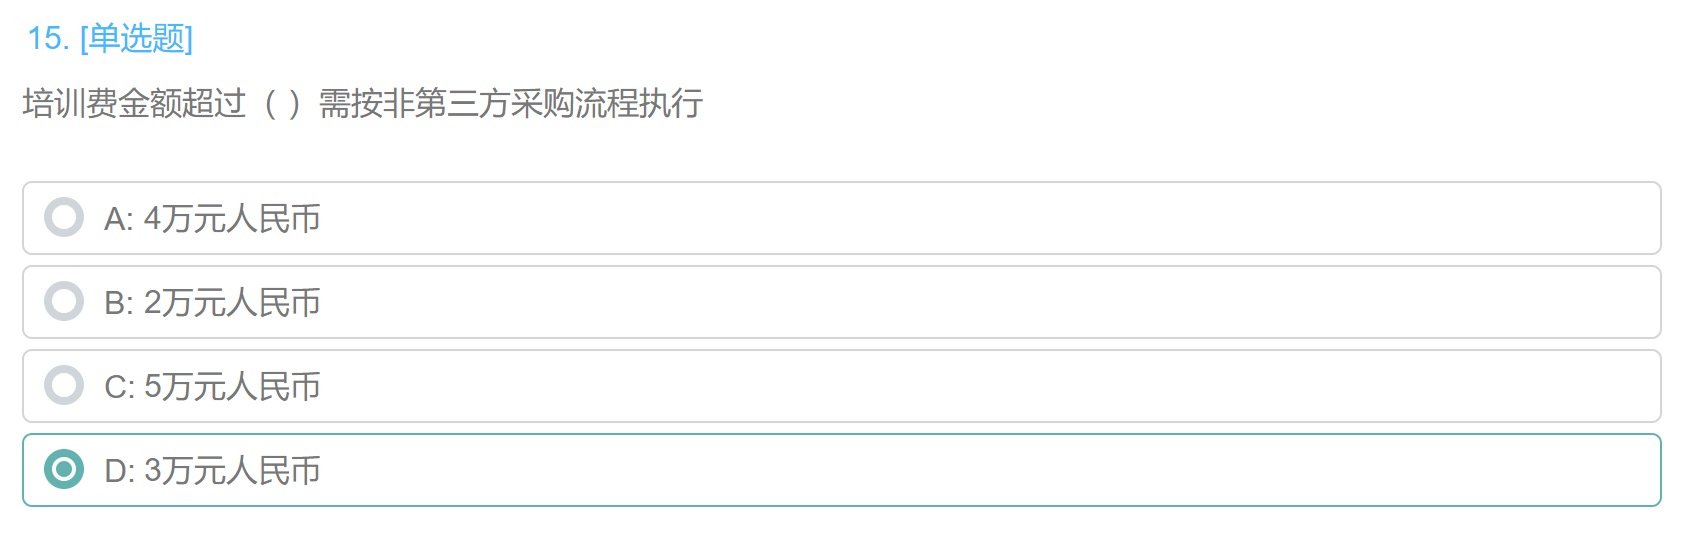 15. [单选题]
培训费金额超过（ ）需按非第三方采购流程执行
A: 4万元人民币
B: 2万元人民币
C: 5万元人民币
D: 3万元人民币